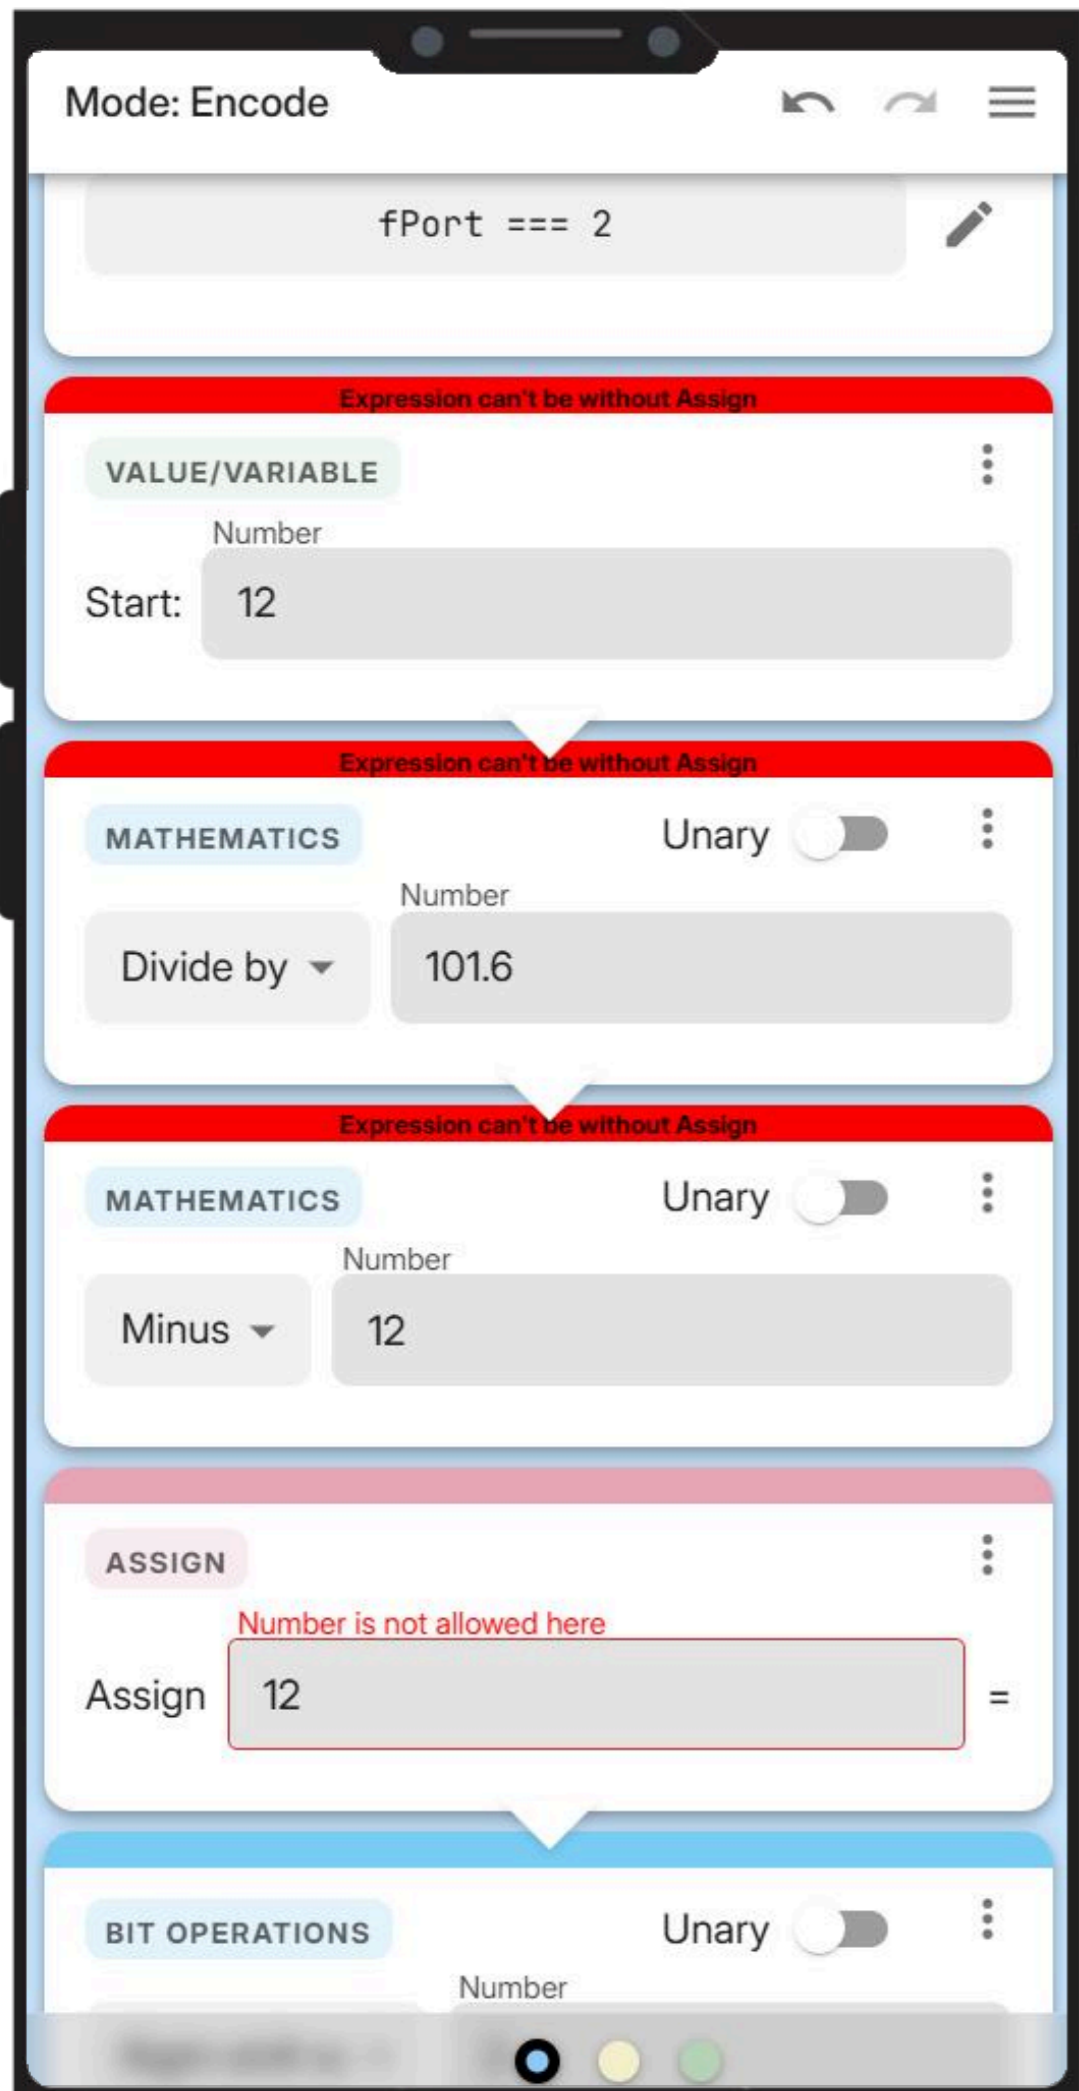 Mode: Encode
fPort === 2
Expression can't be without Assign
VALUE/VARIABLE
Number
Start: 12
Expression can't be without Assign
MATHEMATICS Unary
Number
Divide by 101.6
Expression can't be without Assign
MATHEMATICS Unary
Number
Minus 12
ASSIGN
Number is not allowed here
Assign 12 =
BIT OPERATIONS Unary
Number